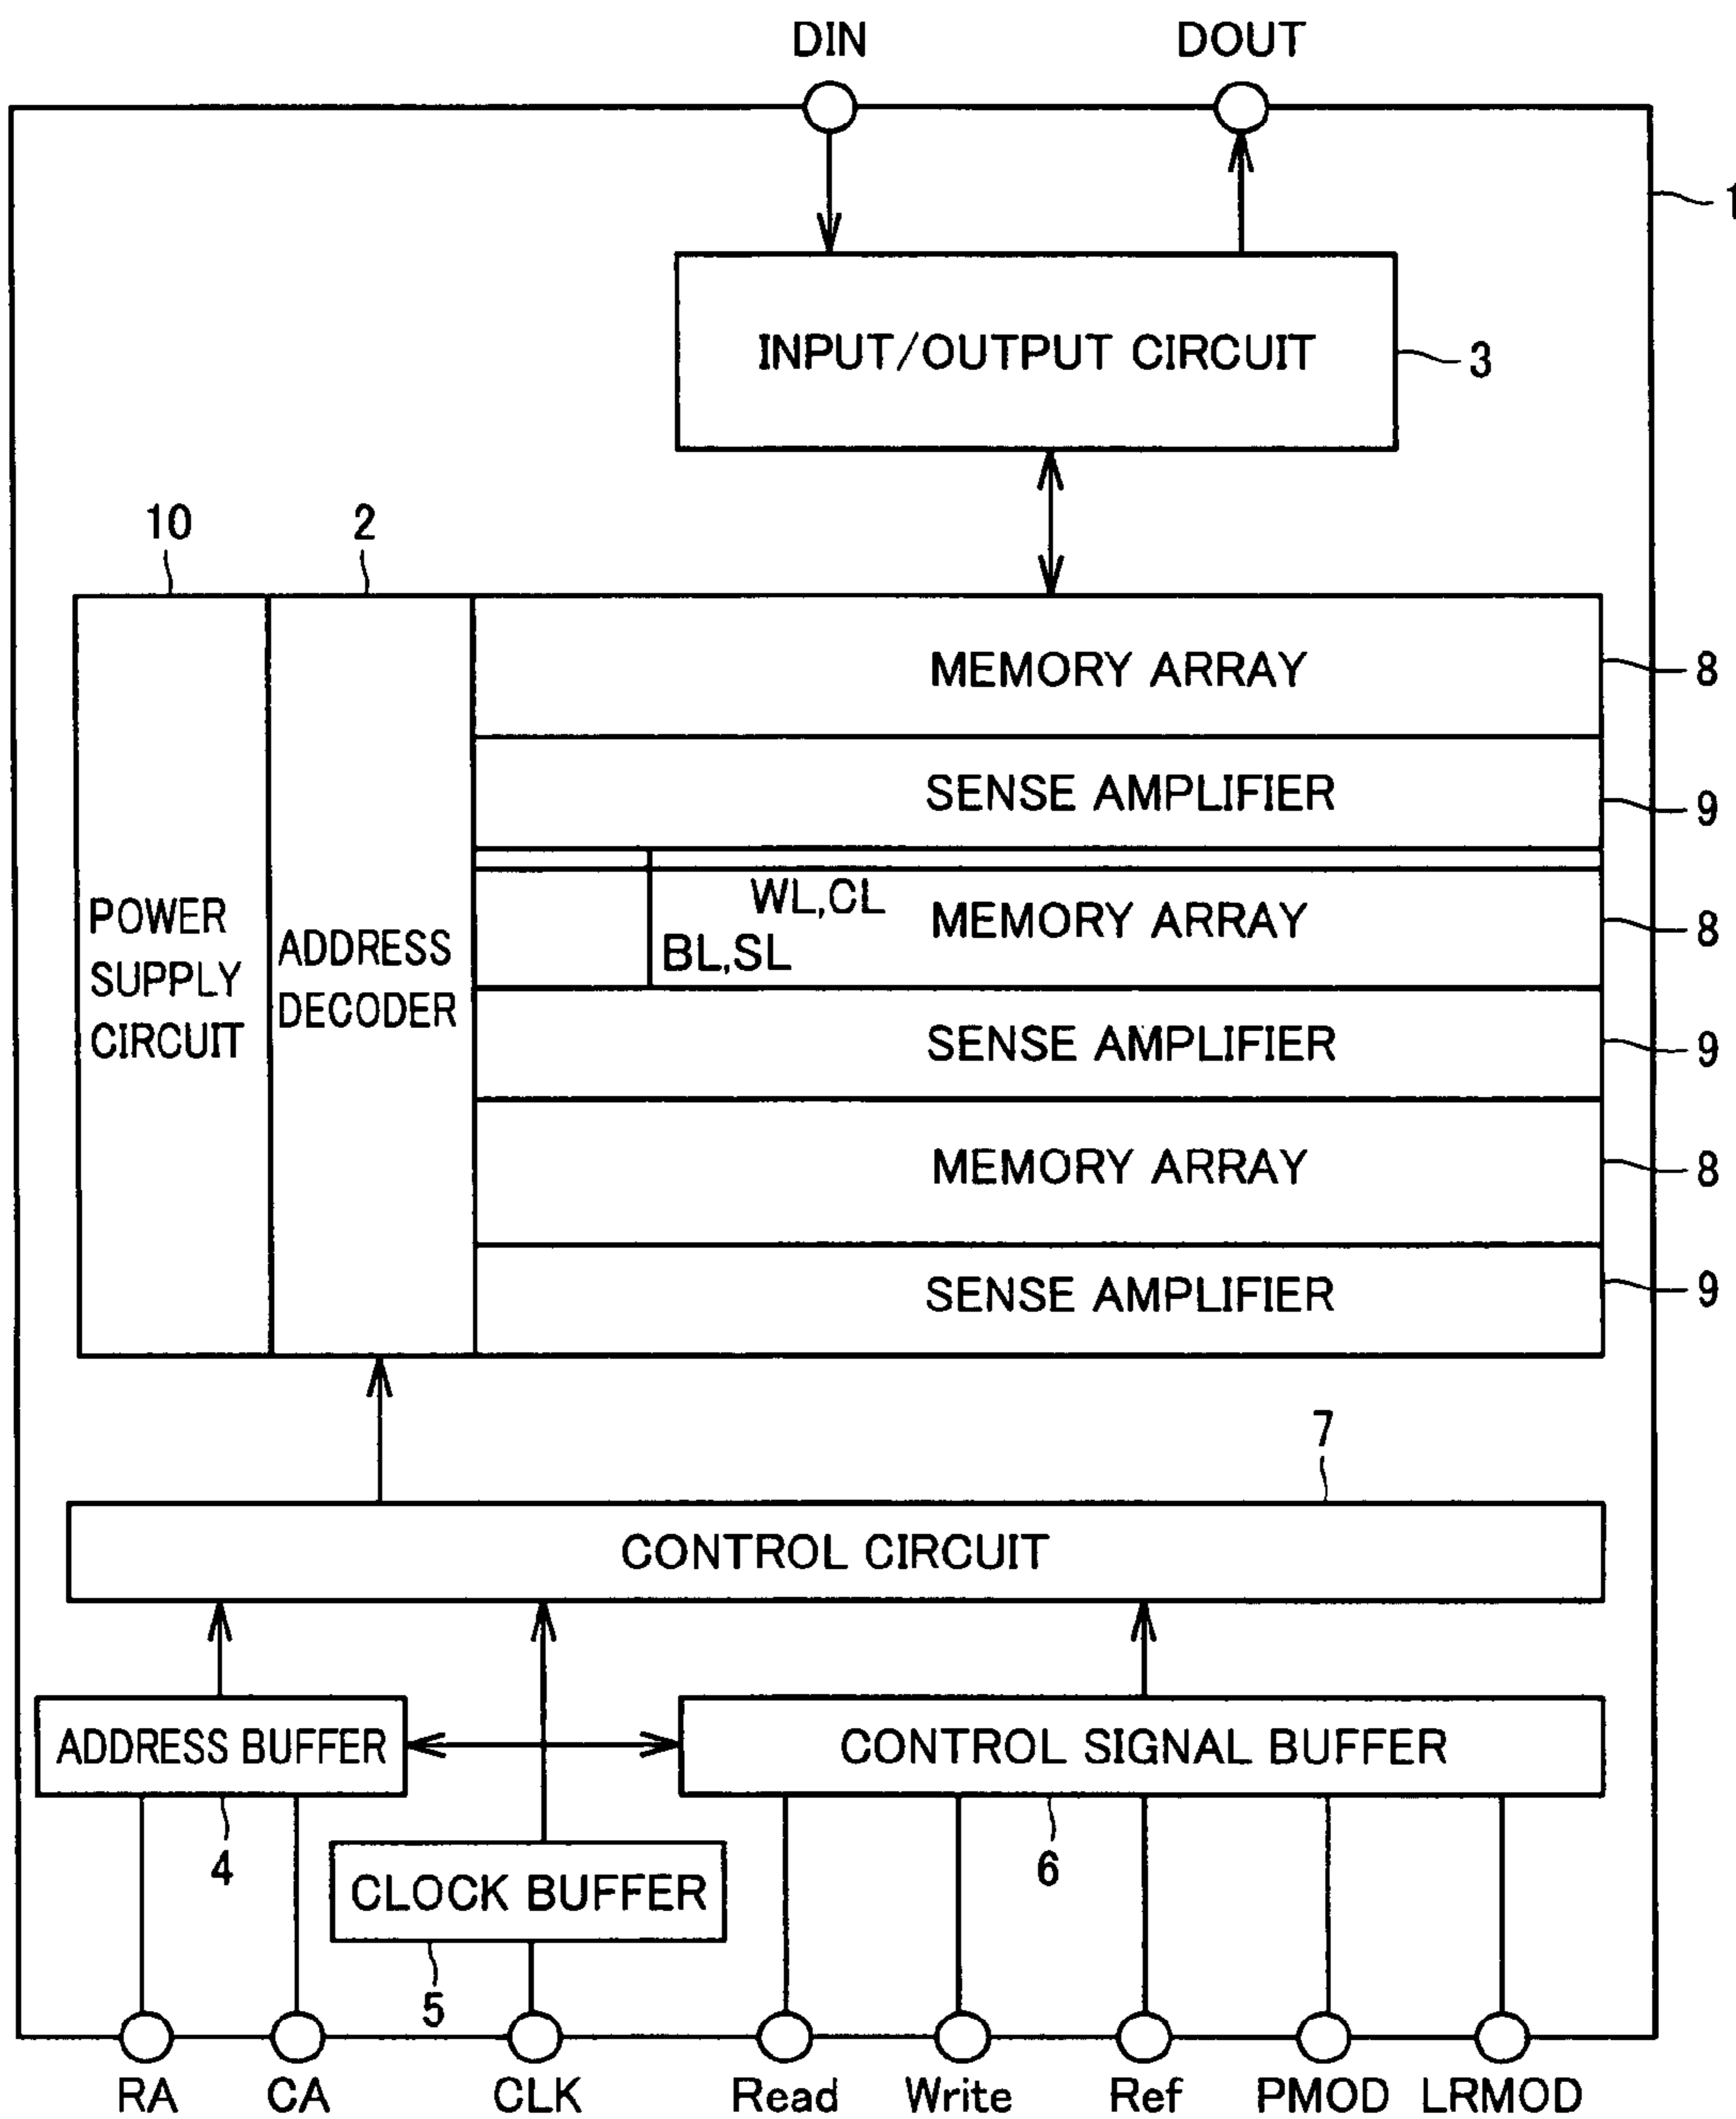 DIN DOUT
1
INPUT/OUTPUT CIRCUIT 3
10 2
MEMORY ARRAY 8
SENSE AMPLIFIER 9
WL,CL MEMORY ARRAY 8
BL,SL
POWER
SUPPLY
CIRCUIT
ADDRESS
DECODER
SENSE AMPLIFIER 9
MEMORY ARRAY 8
SENSE AMPLIFIER 9
7
CONTROL CIRCUIT
ADDRESS BUFFER CONTROL SIGNAL BUFFER
4 6
CLOCK BUFFER
5
RA CA CLK Read Write Ref PMOD LRMOD